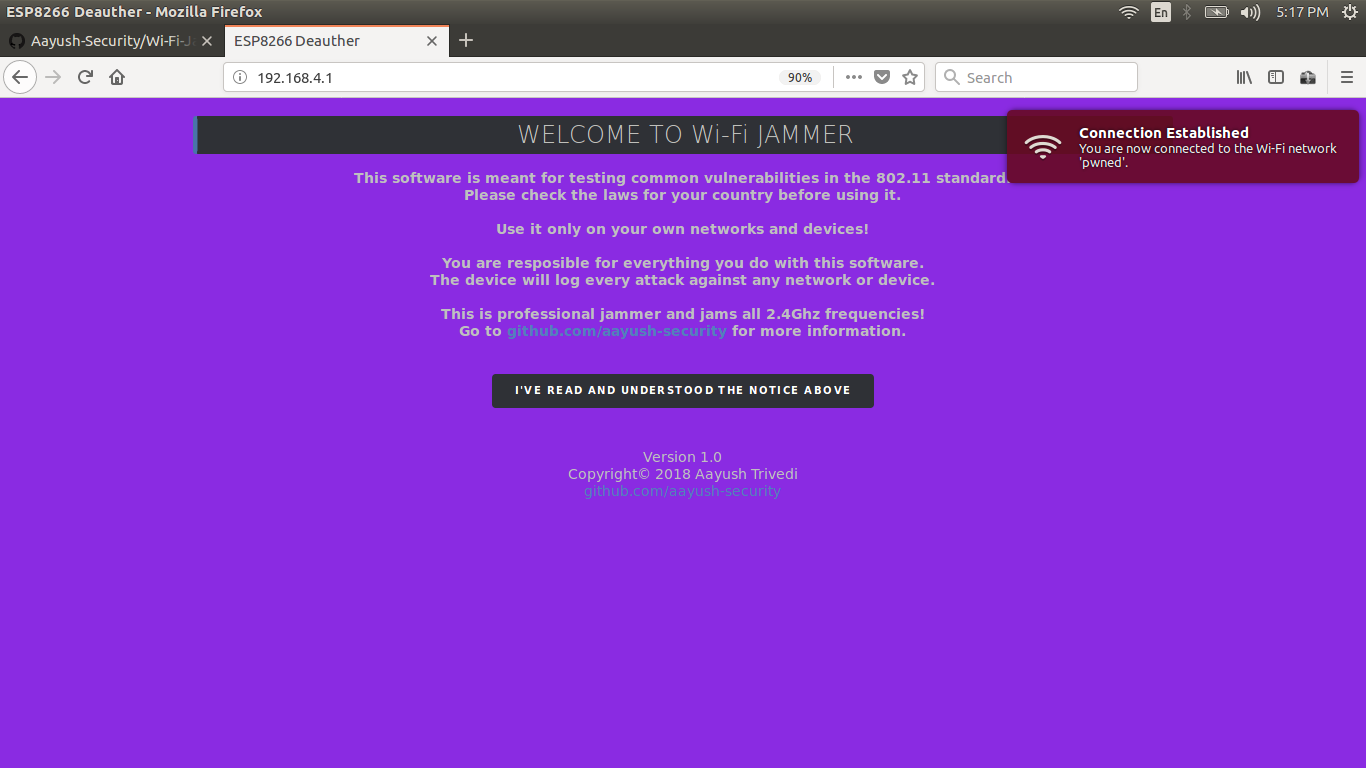 ESP8266 Deauther - Mozilla Firefox
En
5:17 PM
Aayush-Security/Wi-Fi-J
ESP8266 Deauther
192.168.4.1
90%
Search
WELCOME TO Wi-Fi JAMMER
Connection Established
You are now connected to the Wi-Fi network
'pwned'.
This software is meant for testing common vulnerabilities in the 802.11 standard.
Please check the laws for your country before using it.
Use it only on your own networks and devices!
You are resposible for everything you do with this software.
The device will log every attack against any network or device.
This is professional jammer and jams all 2.4Ghz frequencies!
Go to github.com/aayush-security for more information.
I'VE READ AND UNDERSTOOD THE NOTICE ABOVE
Version 1.0
Copyright© 2018 Aayush Trivedi
github.com/aayush-security